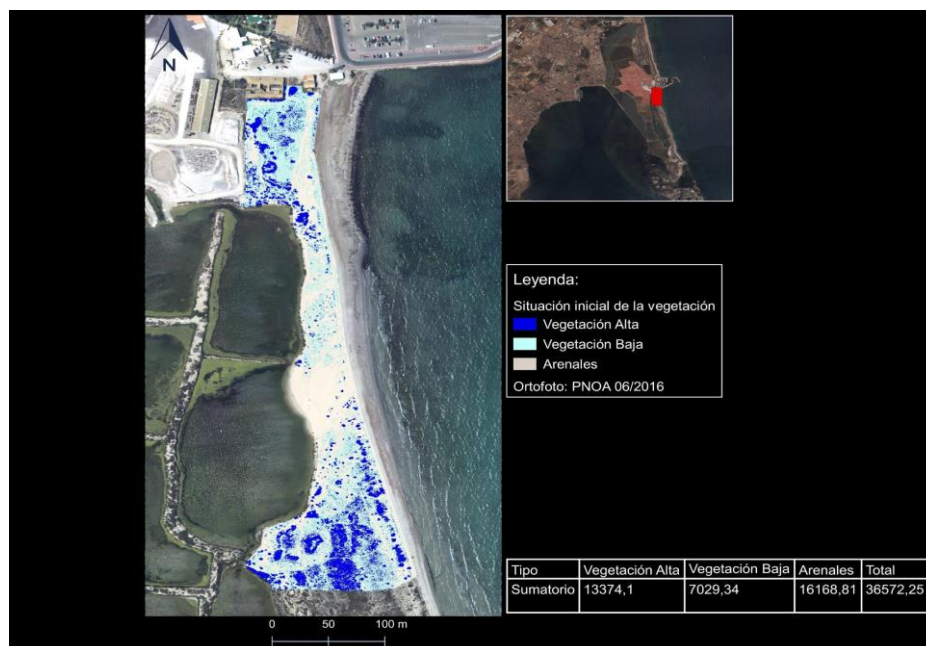 N
Leyenda:
Situación inicial de la vegetación
Vegetación Alta
Vegetación Baja
Arenales
Ortofoto: PNOA 06/2016
Tipo Vegetación Alta Vegetación Baja Arenales Total
Sumatorio 13374,1 7029,34 16168,81 36572,25
0 50 100 m